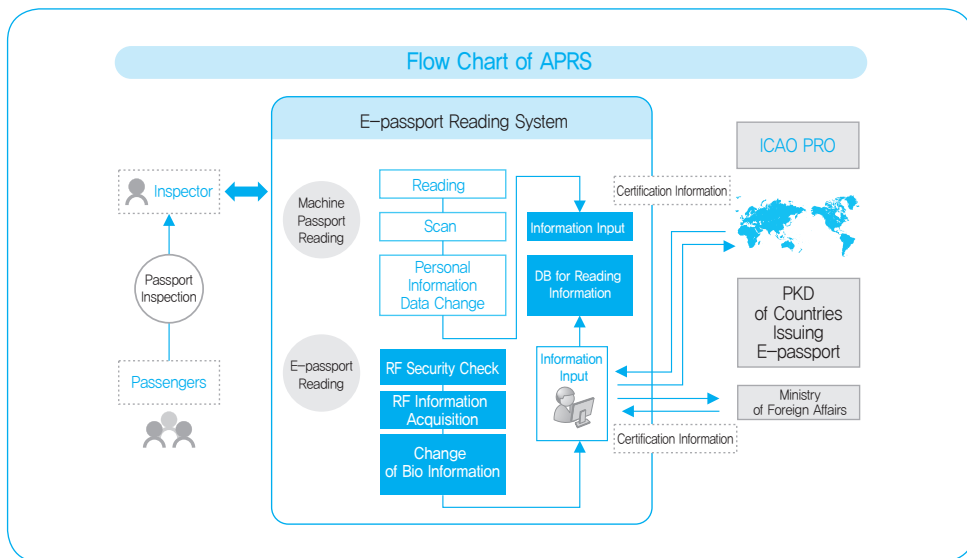 Flow Chart of APRS
E-passport Reading System
Inspector
Passport
Inspection
Passengers
Machine
Passport
Reading
Reading
Scan
Personal
Information
Data Change
Information Input
DB for Reading
Information
E-passport
Reading
RF Security Check
RF Information
Acquisition
Change
of Bio Information
Information
Input
Certification Information
ICAO PRO
PKD
of Countries
Issuing
E-passport
Ministry
of Foreign Affairs
Certification Information